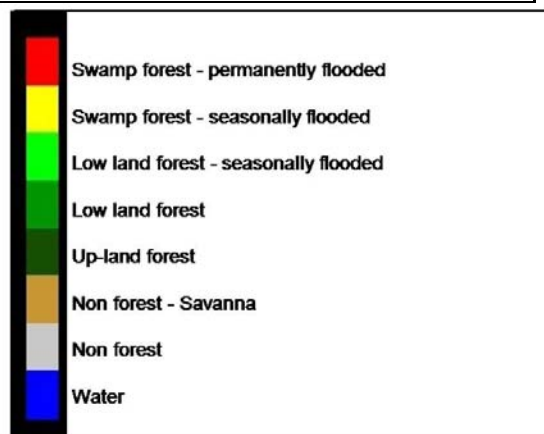 Swamp forest - permanently flooded
Swamp forest - seasonally flooded
Low land forest - seasonally flooded
Low land forest
Up-land forest
Non forest - Savanna
Non forest
Water